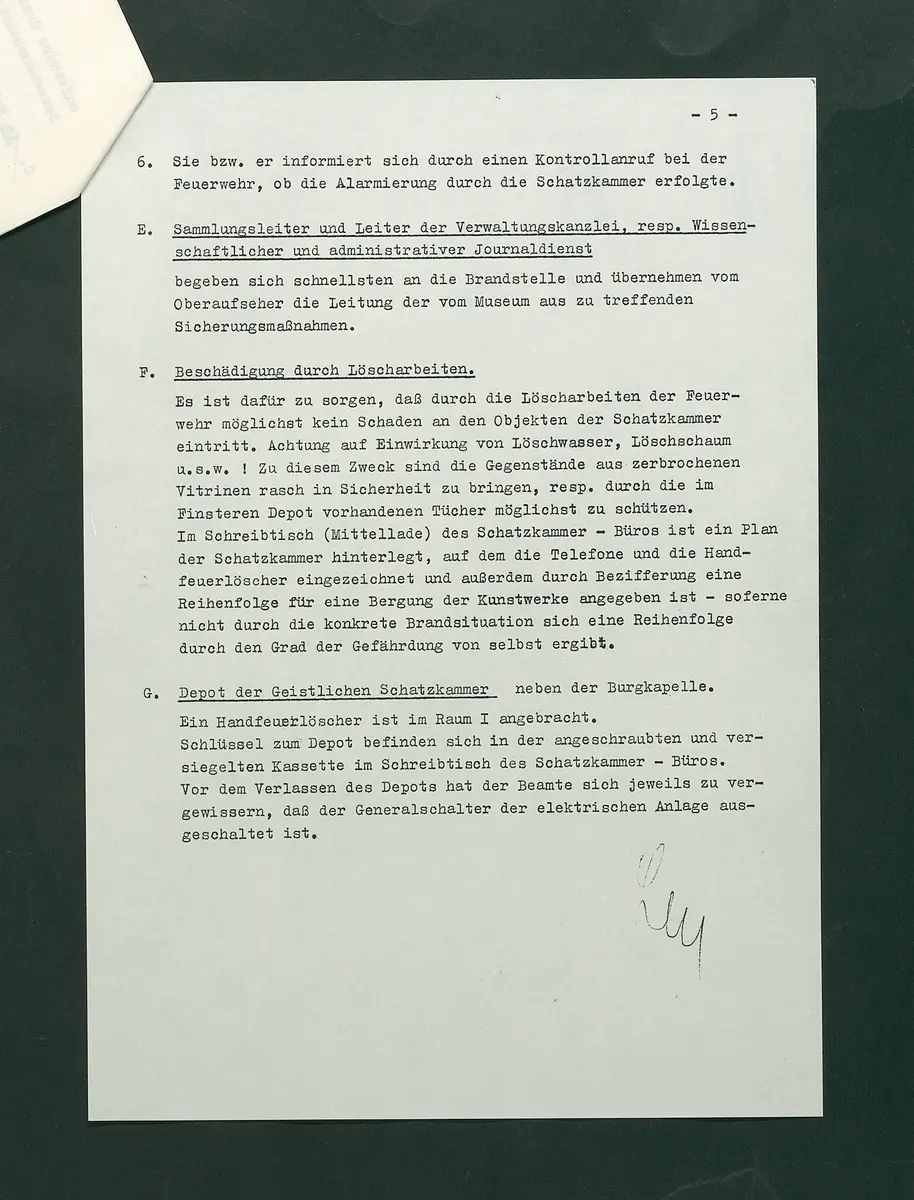 - 5 -
6. Sie bzw. er informiert sich durch einen Kontrollanruf bei der
Feuerwehr, ob die Alarmierung durch die Schatzkammer erfolgte.
E. Sammlungsleiter und Leiter der Verwaltungskanzlei, resp. Wissen-
schaftlicher und administrativer Journaldienst
begeben sich schnellsten an die Brandstelle und übernehmen vom
Oberaufseher die Leitung der vom Museum aus zu treffenden
Sicherungsmaßnahmen.
F. Beschädigung durch Löscharbeiten.
Es ist dafür zu sorgen, daß durch die Löscharbeiten der Feuer-
wehr möglichst kein Schaden an den Objekten der Schatzkammer
eintritt. Achtung auf Einwirkung von Löschwasser, Löschschaum
u.s.w. ! Zu diesem Zweck sind die Gegenstände aus zerbrochenen
Vitrinen rasch in Sicherheit zu bringen, resp. durch die im
Finsteren Depot vorhandenen Tücher möglichst zu schützen.
Im Schreibtisch (Mittellade) des Schatzkammer - Büros ist ein Plan
der Schatzkammer hinterlegt, auf dem die Telefone und die Hand-
feuerlöscher eingezeichnet und außerdem durch Bezifferung eine
Reihenfolge für eine Bergung der Kunstwerke angegeben ist - soferne
nicht durch die konkrete Brandsituation sich eine Reihenfolge
durch den Grad der Gefährdung von selbst ergibt.
G. Depot der Geistlichen Schatzkammer neben der Burgkapelle.
Ein Handfeuerlöscher ist im Raum I angebracht.
Schlüssel zum Depot befinden sich in der angeschraubten und ver-
siegelten Kassette im Schreibtisch des Schatzkammer - Büros.
Vor dem Verlassen des Depots hat der Beamte sich jeweils zu ver-
gewissern, daß der Generalschalter der elektrischen Anlage aus-
geschaltet ist.